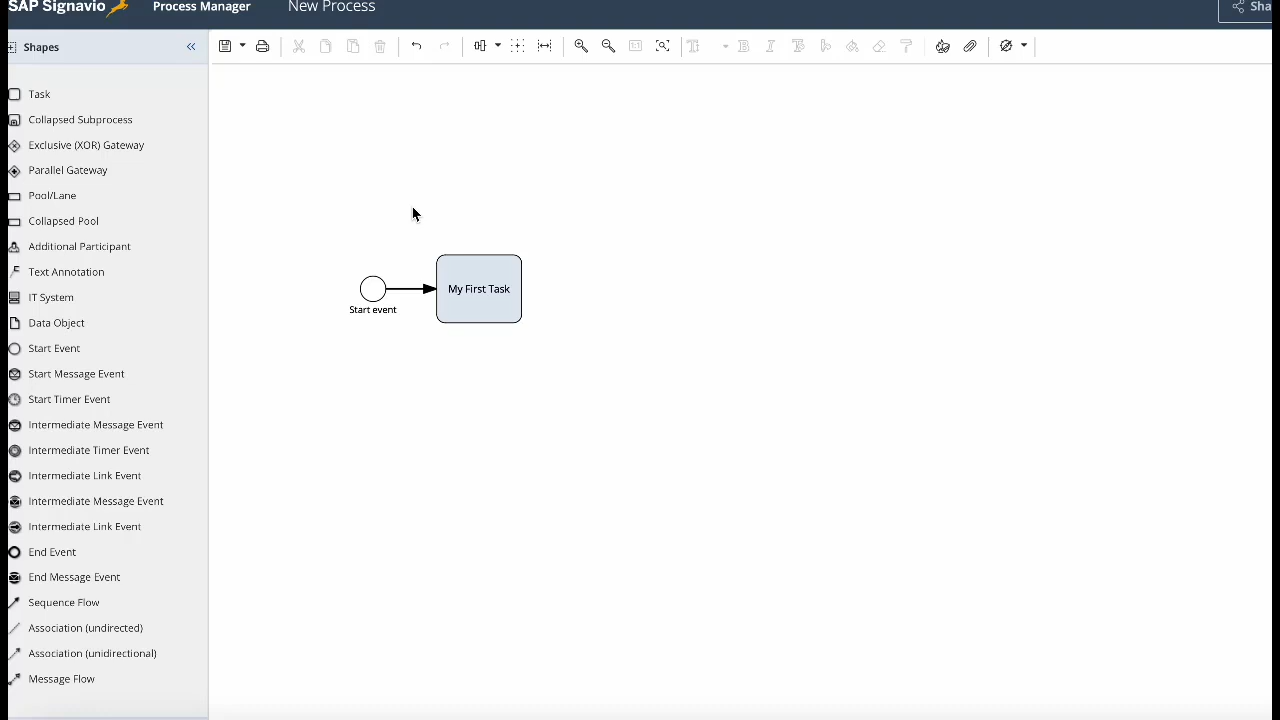 SAP Signavio Process Manager New Process Sha
Shapes
Task
Collapsed Subprocess
Exclusive (XOR) Gateway
Parallel Gateway
Pool/Lane
Collapsed Pool
Additional Participant
Text Annotation
IT System
Data Object
Start Event
Start Message Event
Start Timer Event
Intermediate Message Event
Intermediate Timer Event
Intermediate Link Event
Intermediate Message Event
Intermediate Link Event
End Event
End Message Event
Sequence Flow
Association (undirected)
Association (unidirectional)
Message Flow
My First Task
Start event